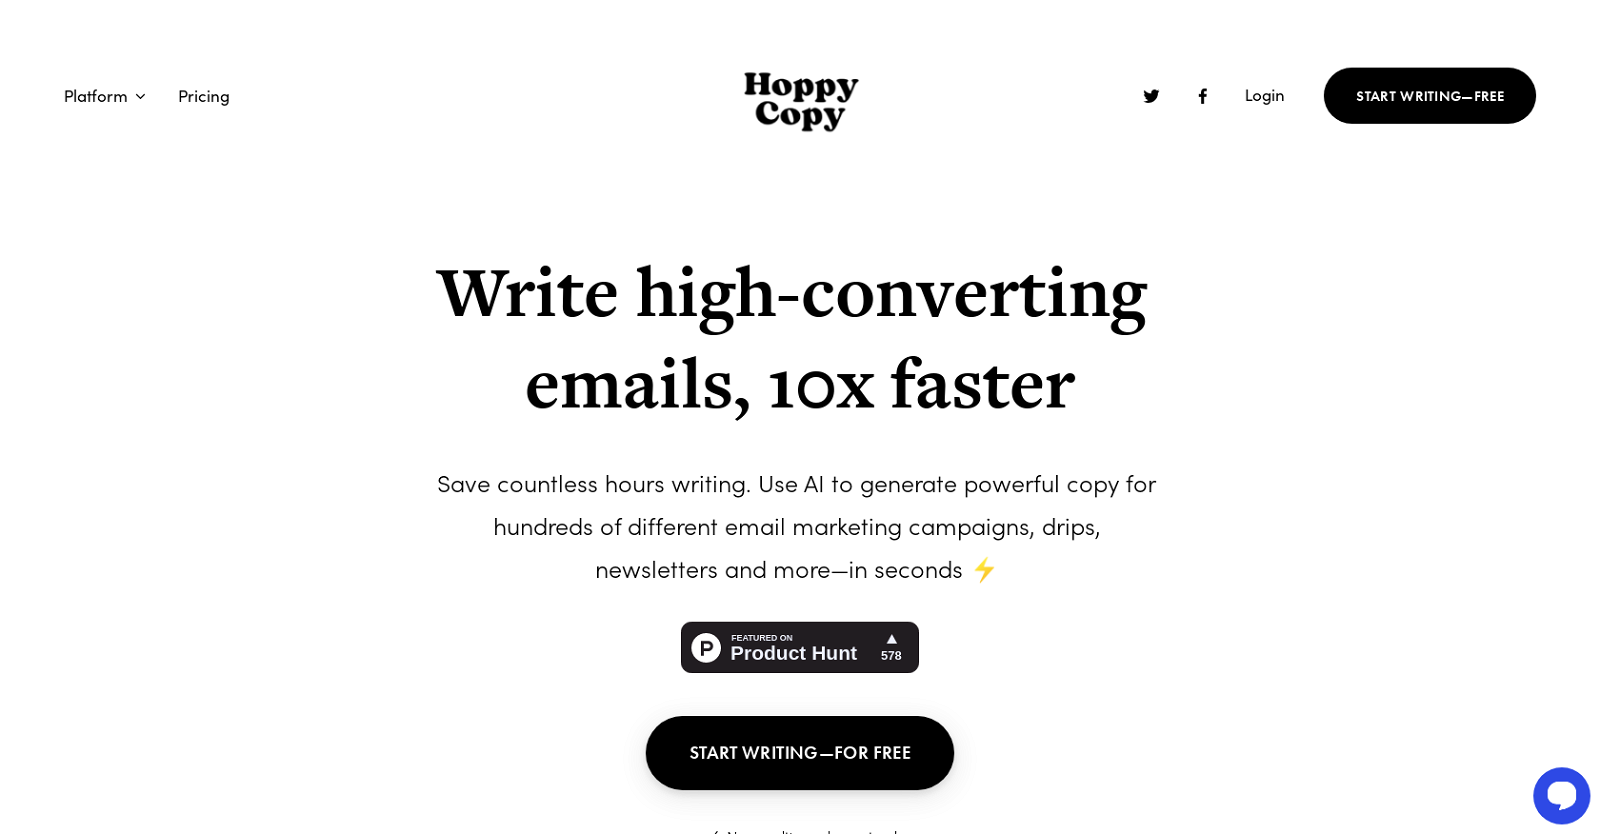 Platform
Pricing
Hoppy
Copy
Login
START WRITING—FREE
Write high-converting
emails, 10x faster
Save countless hours writing. Use AI to generate powerful copy for
hundreds of different email marketing campaigns, drips,
newsletters and more—in seconds ⚡
FEATURED ON
Product Hunt
578
START WRITING—FOR FREE